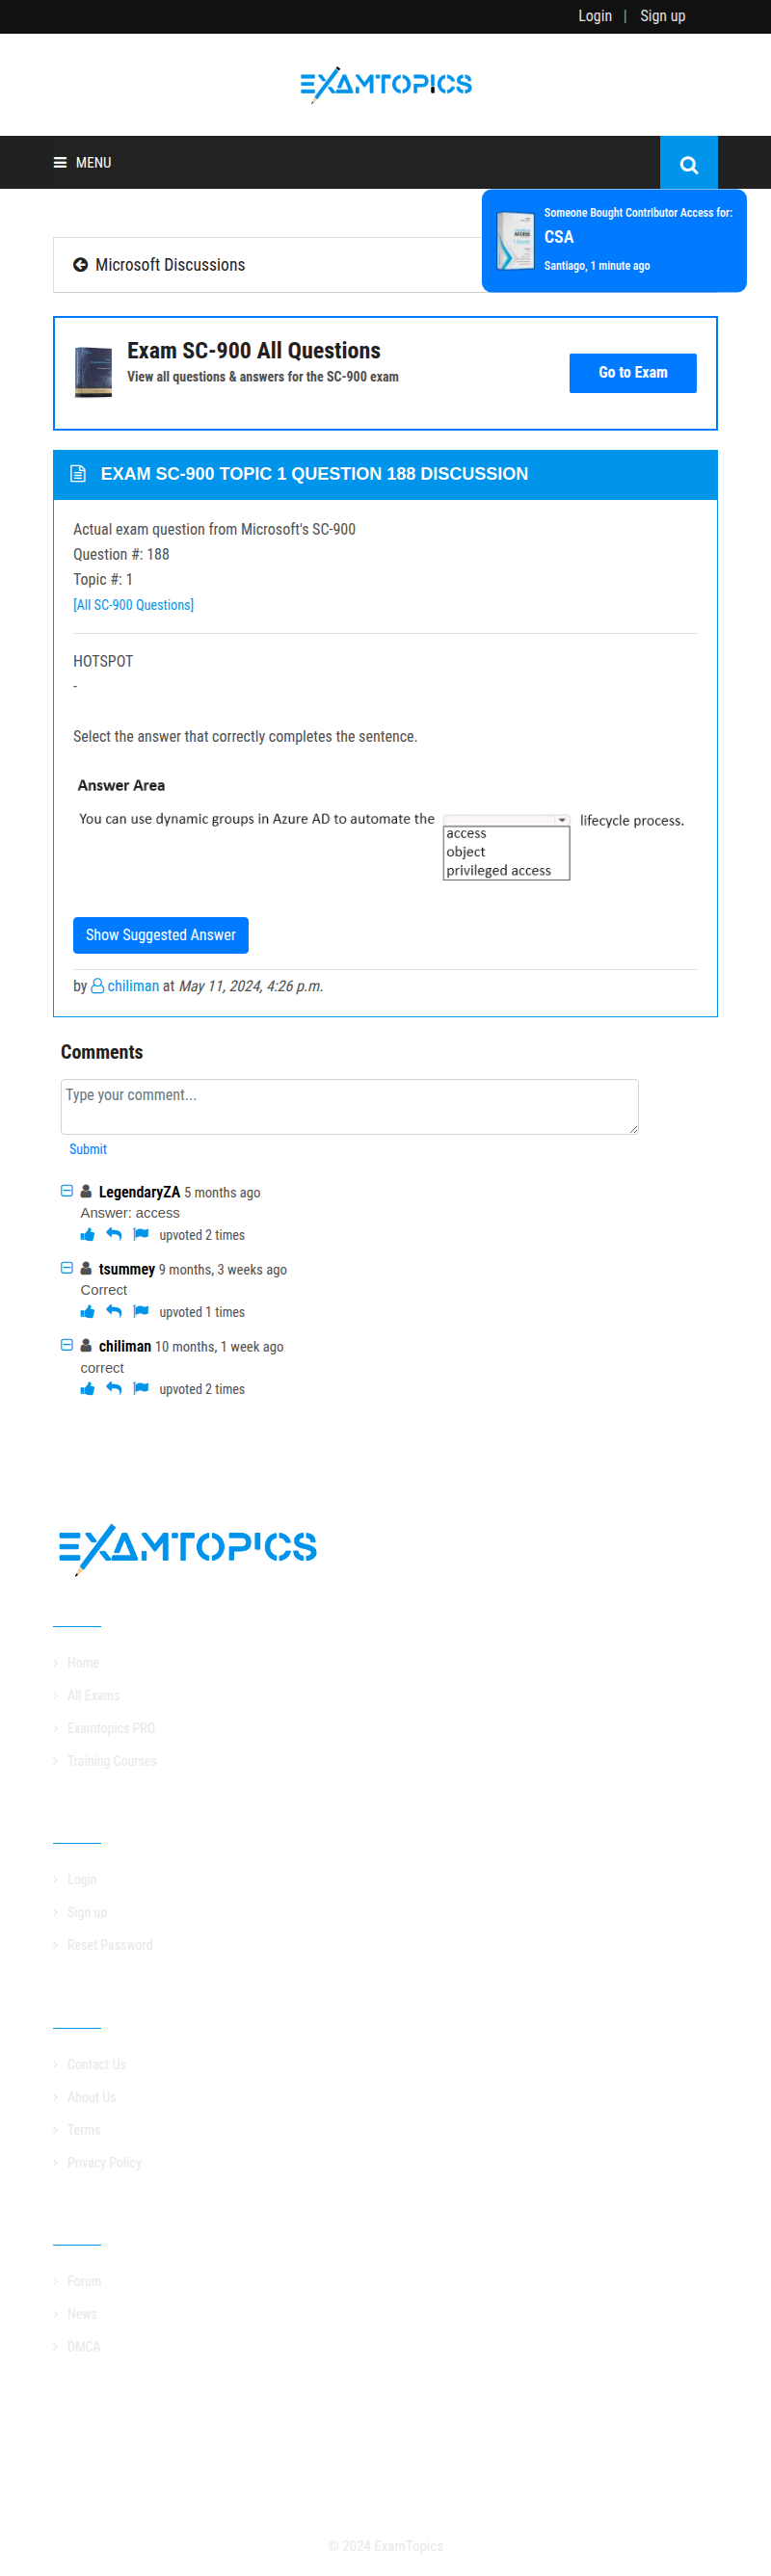 Login | Sign up
EXAMTOPICS
MENU
Someone Bought Contributor Access for:
CSA
Santiago, 1 minute ago
Microsoft Discussions
Exam SC-900 All Questions
View all questions & answers for the SC-900 exam
Go to Exam
EXAM SC-900 TOPIC 1 QUESTION 188 DISCUSSION
Actual exam question from Microsoft's SC-900
Question #: 188
Topic #: 1
[All SC-900 Questions]
HOTSPOT
-
Select the answer that correctly completes the sentence.
Answer Area
You can use dynamic groups in Azure AD to automate the lifecycle process.
access
object
privileged access
Show Suggested Answer
by chiliman at May 11, 2024, 4:26 p.m.
Comments
Type your comment...
Submit
LegendaryZA 5 months ago
Answer: access
upvoted 2 times
tsummey 9 months, 3 weeks ago
Correct
upvoted 1 times
chiliman 10 months, 1 week ago
correct
upvoted 2 times
EXAMTOPICS
Home
All Exams
Examtopics PRO
Training Courses
Login
Sign up
Reset Password
Contact Us
About Us
Terms
Privacy Policy
Forum
News
DMCA
© 2024 ExamTopics